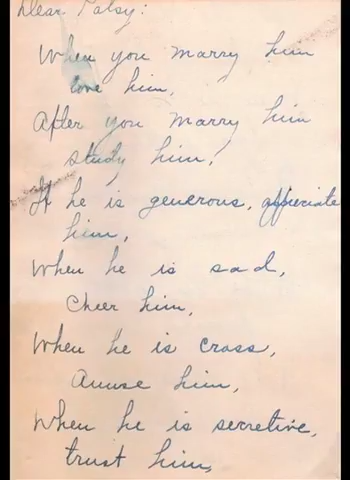 Dear Patsy:
When you marry him
love him,
After you marry him
study him,
If he is generous, appreciate
him,
When he is sad,
Cheer him,
When he is cross,
Amuse him,
When he is secretive,
trust him,